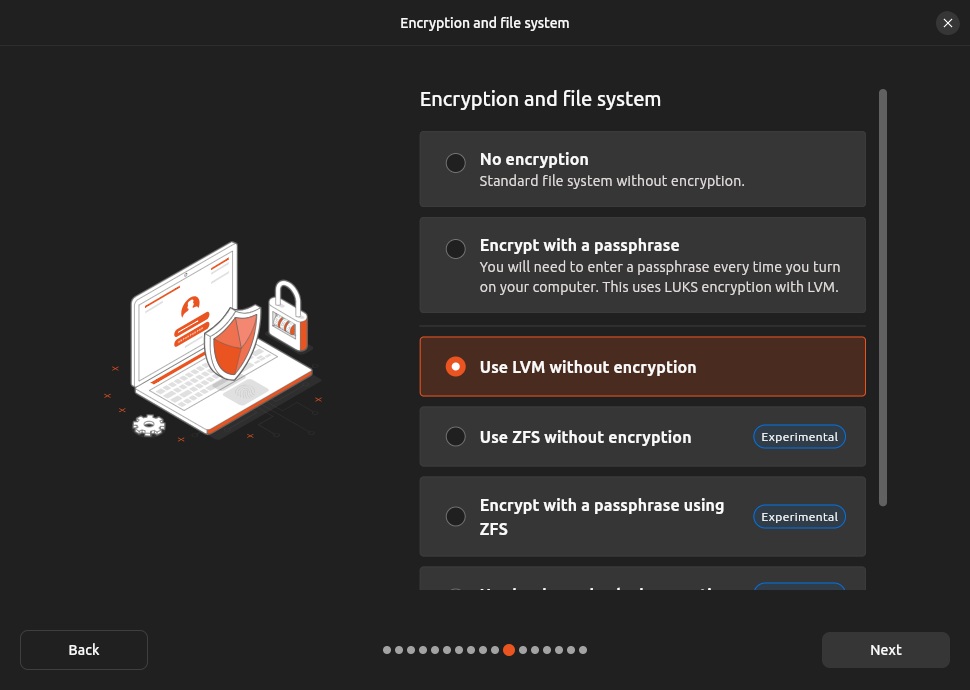 Encryption and file system
Encryption and file system
No encryption
Standard file system without encryption.
Encrypt with a passphrase
You will need to enter a passphrase every time you turn
on your computer. This uses LUKS encryption with LVM.
Use LVM without encryption
Use ZFS without encryption
Experimental
Encrypt with a passphrase using
ZFS
Experimental
Back
Next